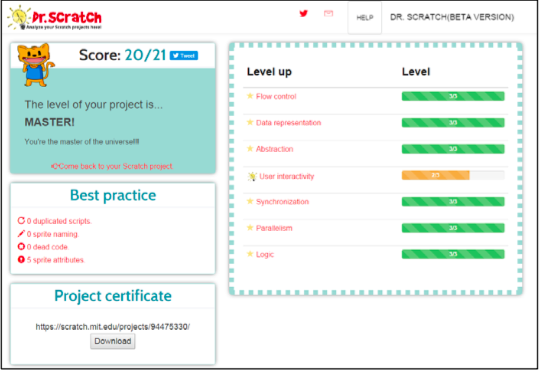 Dr.Scratch
Analyze your Scratch projects here!
HELP
DR. SCRATCH(BETA VERSION)
Score: 20/21
Tweet
The level of your project is...
MASTER!
You're the master of the universe!!!
Come back to your Scratch project
Best practice
0 duplicated scripts.
0 sprite naming.
0 dead code.
5 sprite attributes.
Project certificate
https://scratch.mit.edu/projects/94475330/
Download
Level up Level
Flow control 3/3
Data representation 3/3
Abstraction 3/3
User interactivity 2/3
Synchronization 3/3
Parallelism 3/3
Logic 3/3